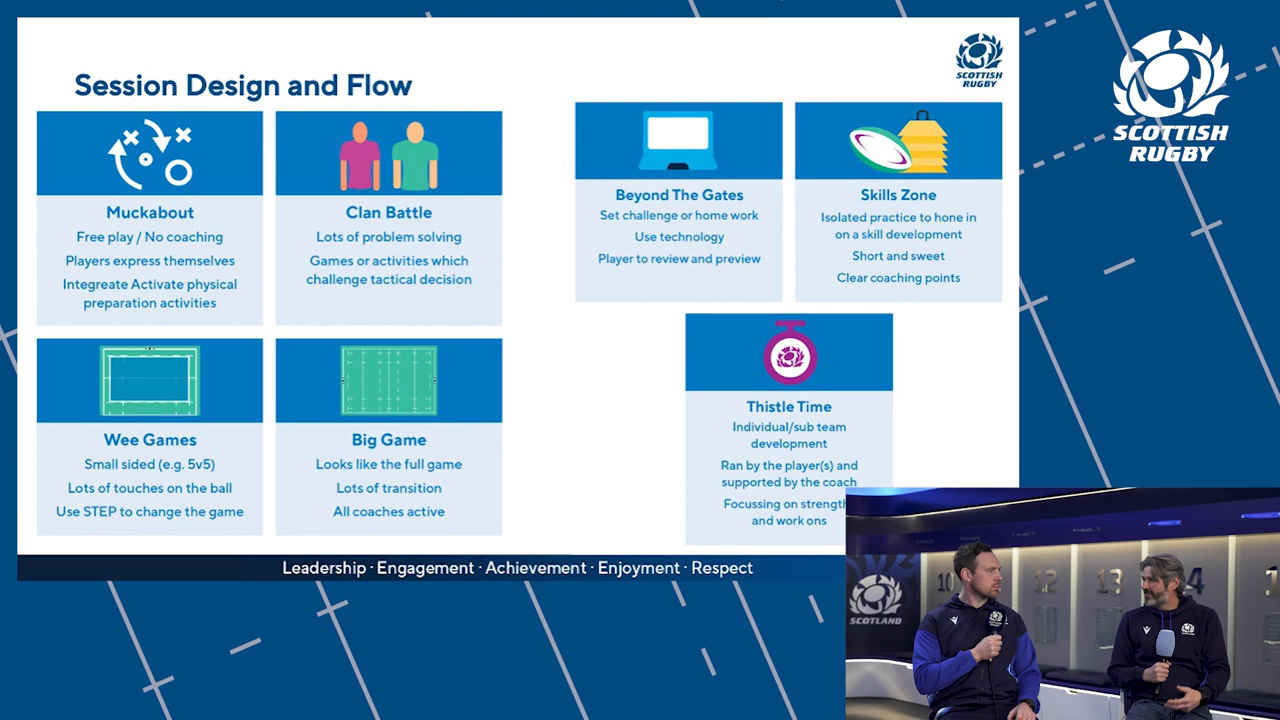 Session Design and Flow
SCOTTISH
RUGBY
SCOTTISH
RUGBY
Muckabout
Free play / No coaching
Players express themselves
Integreate Activate physical
preparation activities
Clan Battle
Lots of problem solving
Games or activities which
challenge tactical decision
Beyond The Gates
Set challenge or home work
Use technology
Player to review and preview
Skills Zone
Isolated practice to hone in
on a skill development
Short and sweet
Clear coaching points
Wee Games
Small sided (e.g. 5v5)
Lots of touches on the ball
Use STEP to change the game
Big Game
Looks like the full game
Lots of transition
All coaches active
Thistle Time
Individual/sub team
development
Ran by the player(s) and
supported by the coach
Focussing on strength
and work ons
Leadership · Engagement · Achievement · Enjoyment · Respect
SCOTLAND
10
12
13